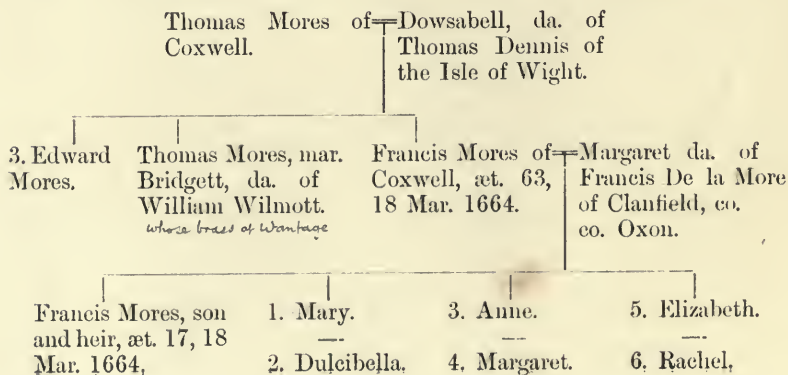 Thomas Mores of
Coxwell.
Dowsabell, da. of
Thomas Dennis of
the Isle of Wight.
3. Edward
Mores.
Thomas Mores, mar.
Bridgett, da. of
William Wilmott.
whose brass at Wantage
Francis Mores of
Coxwell, æt. 63,
18 Mar. 1664.
Margaret da. of
Francis De la More
of Clanfield, co.
co. Oxon.
Francis Mores, son
and heir, æt. 17, 18
Mar. 1664.
1. Mary.
2. Dulcibella.
3. Anne.
4. Margaret.
5. Elizabeth.
6. Rachel.